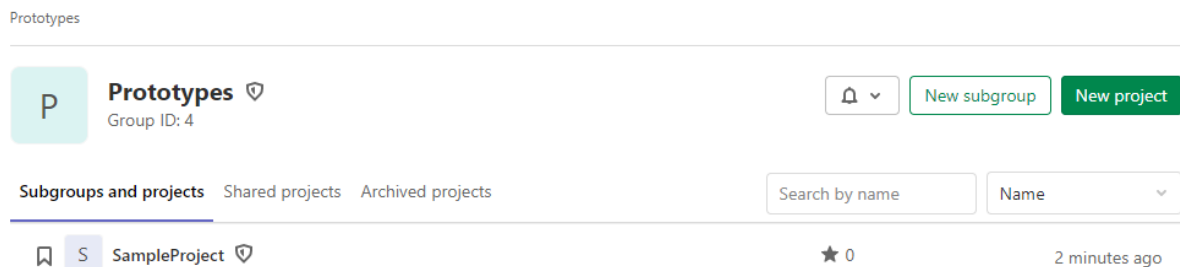 Prototypes
P
Prototypes
Group ID: 4
New subgroup
New project
Subgroups and projects Shared projects Archived projects
Search by name
Name
S SampleProject 0 2 minutes ago